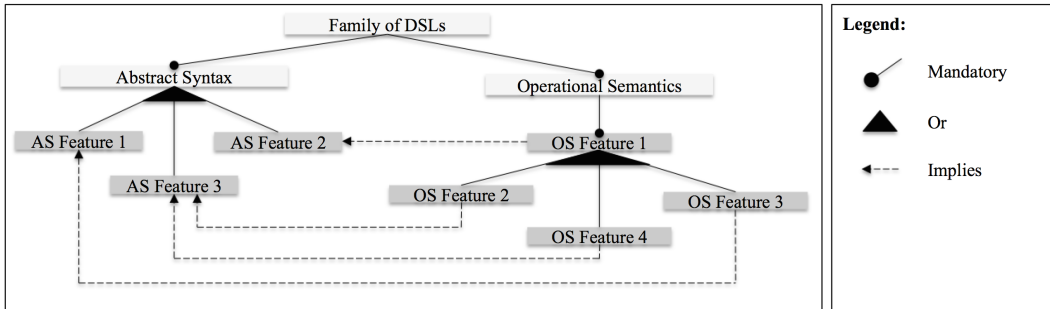 Family of DSLs
Legend:
Abstract Syntax
Operational Semantics
Mandatory
AS Feature 1
AS Feature 2
OS Feature 1
Or
AS Feature 3
OS Feature 2
OS Feature 3
Implies
OS Feature 4